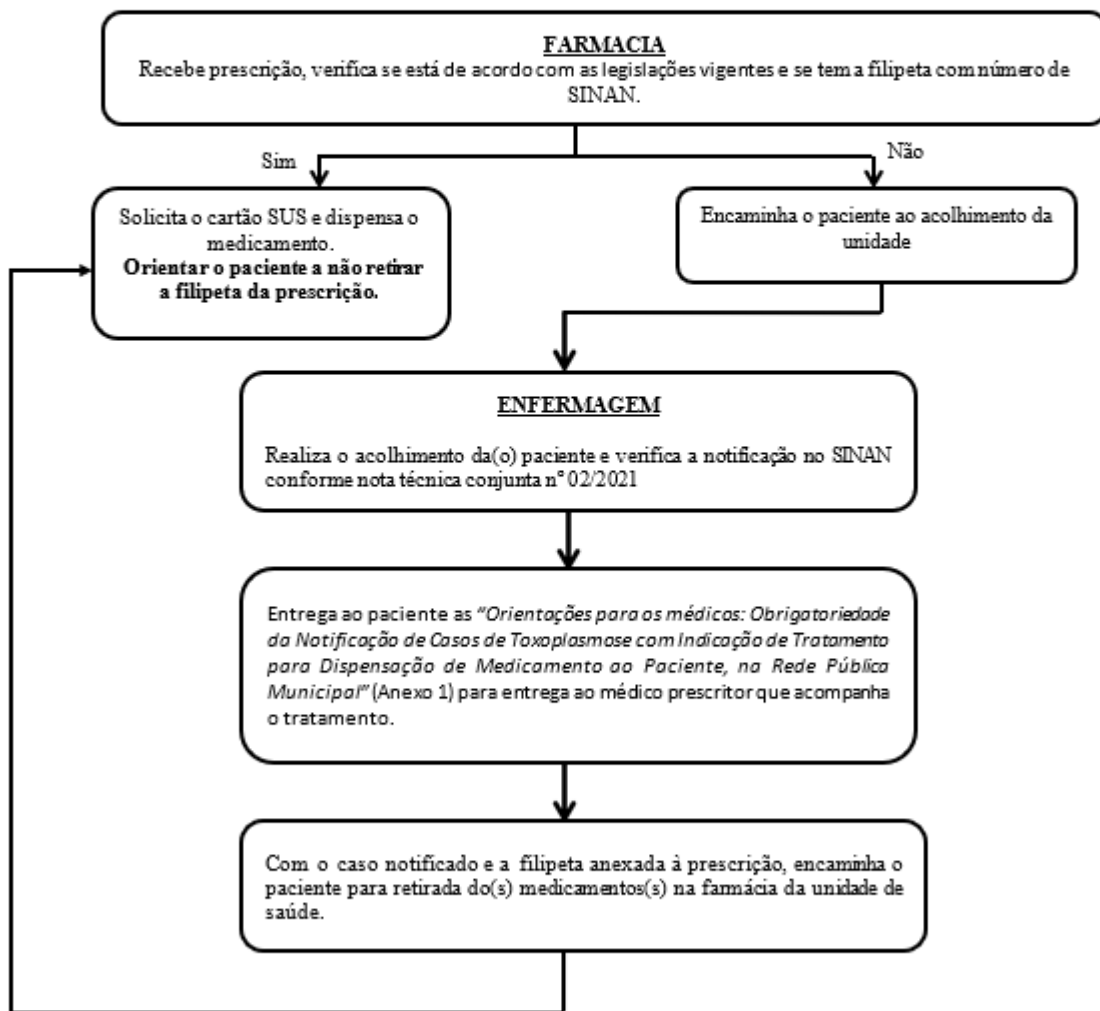 FARMACIA
Recebe prescrição, verifica se está de acordo com as legislações vigentes e se tem a filipeta com número de
SINAN.
Sim
Não
Solicita o cartão SUS e dispensa o
medicamento.
Orientar o paciente a não retirar
a filipeta da prescrição.
Encaminha o paciente ao acolhimento da
unidade
ENFERMAGEM
Realiza o acolhimento da(o) paciente e verifica a notificação no SINAN
conforme nota técnica conjunta n° 02/2021
Entrega ao paciente as “Orientações para os médicos: Obrigatoriedade
da Notificação de Casos de Toxoplasmose com Indicação de Tratamento
para Dispensação de Medicamento ao Paciente, na Rede Pública
Municipal” (Anexo 1) para entrega ao médico prescritor que acompanha
o tratamento.
Com o caso notificado e a filipeta anexada à prescrição, encaminha o
paciente para retirada do(s) medicamentos(s) na farmácia da unidade de
saúde.